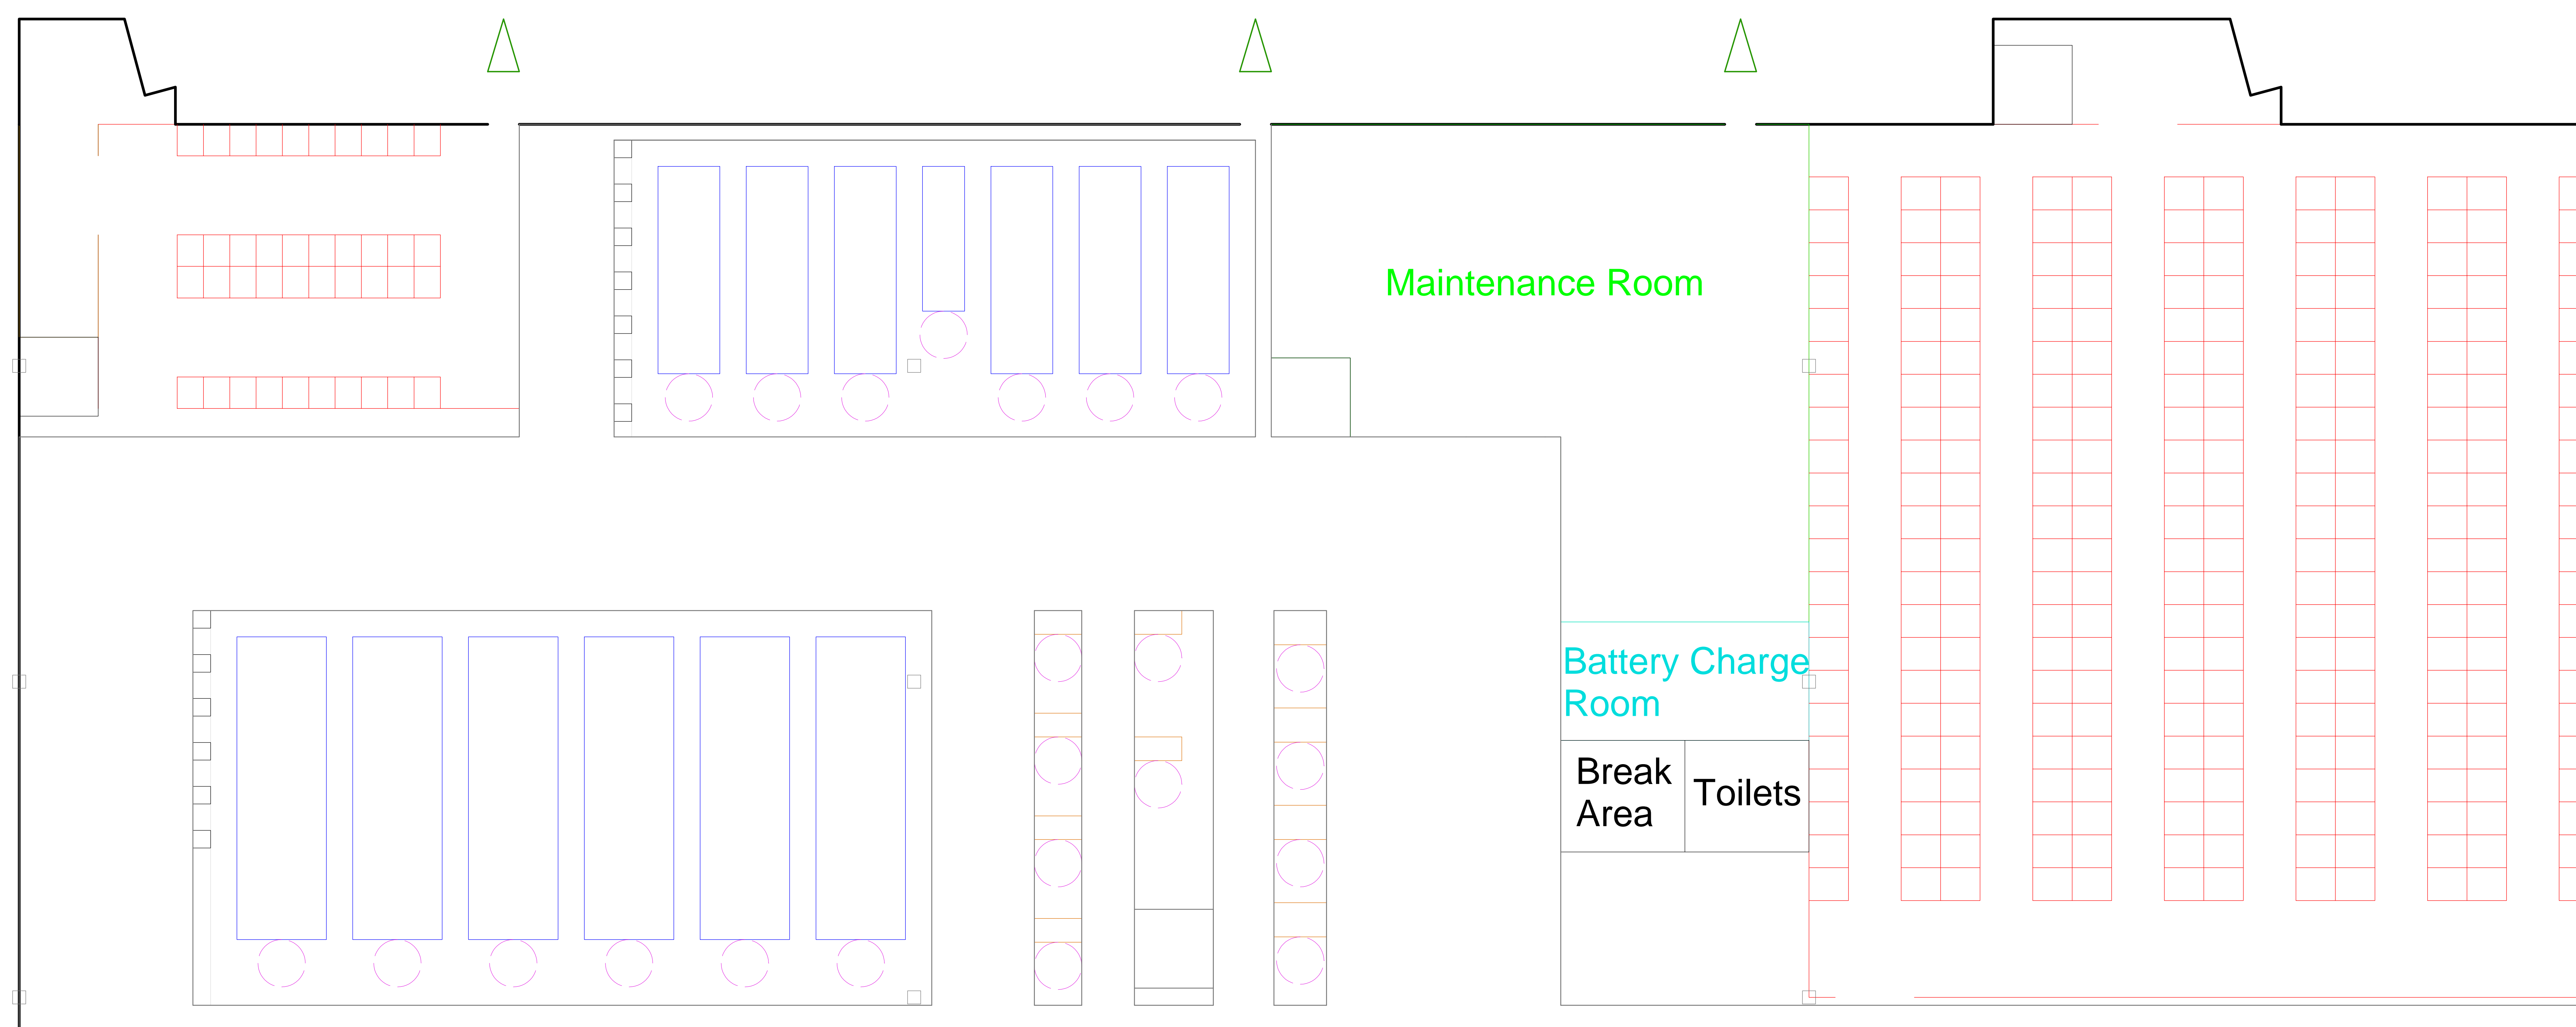 Maintenance Room
Battery Charge
Room
Break
Area
Toilets